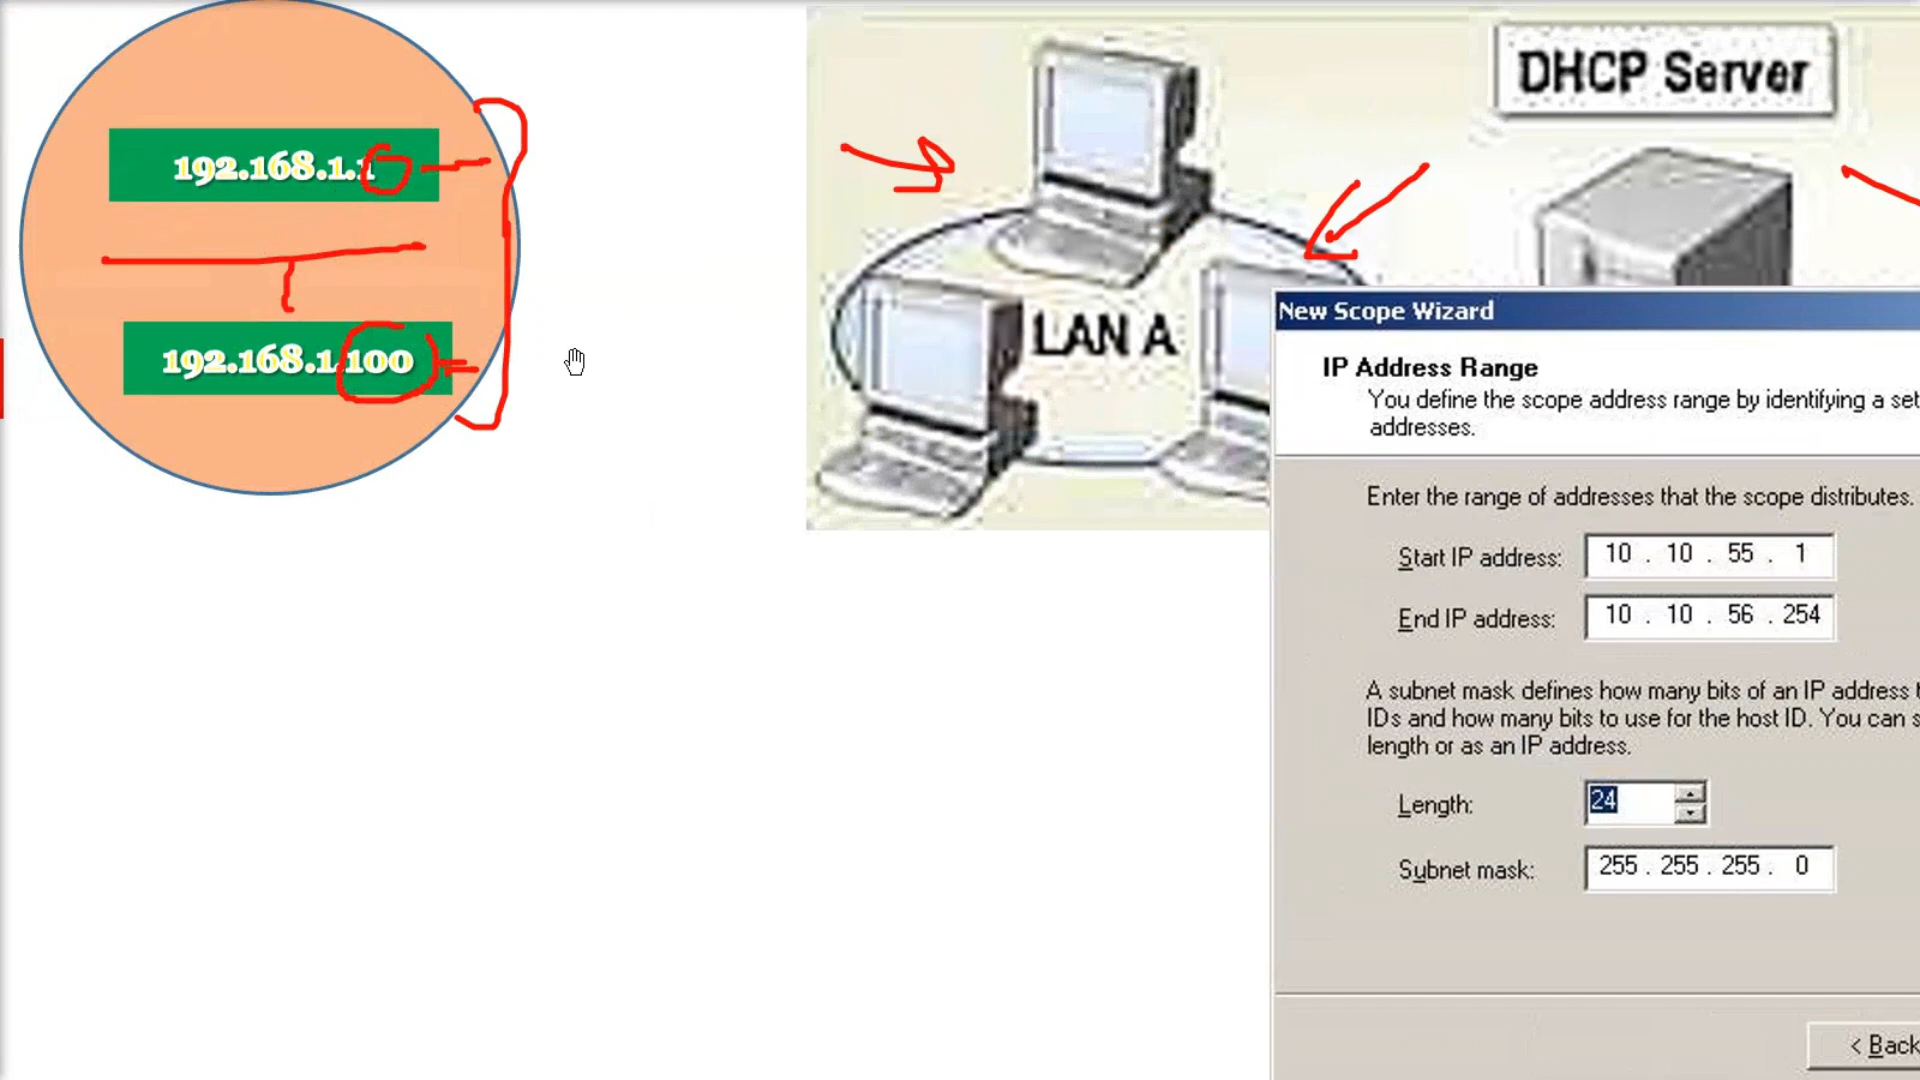 192.168.1.1
192.168.1.100
DHCP Server
LAN A
New Scope Wizard
IP Address Range
You define the scope address range by identifying a set
addresses.
Enter the range of addresses that the scope distributes.
Start IP address: 10 . 10 . 55 . 1
End IP address: 10 . 10 . 56 . 254
A subnet mask defines how many bits of an IP address
IDs and how many bits to use for the host ID. You can
length or as an IP address.
Length: 24
Subnet mask: 255 . 255 . 255 . 0
< Back